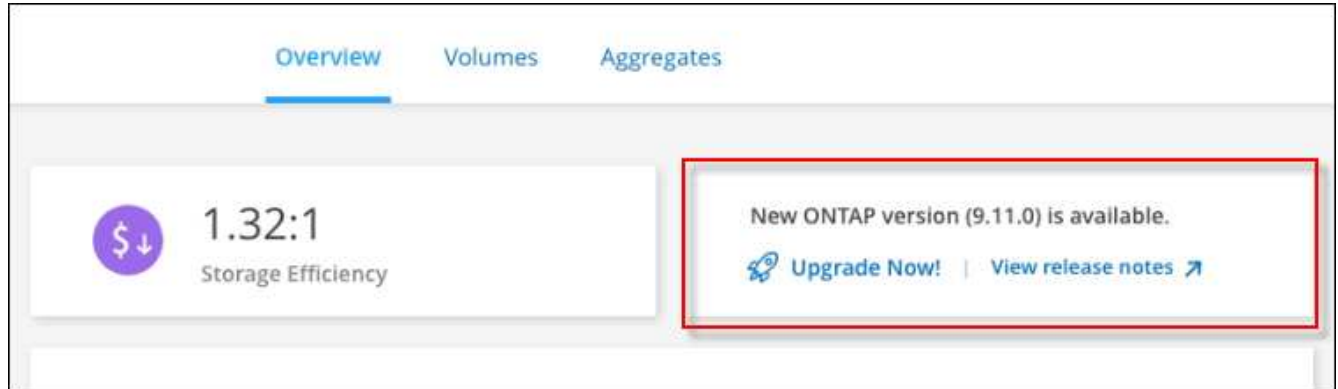 Overview Volumes Aggregates
1.32:1
Storage Efficiency
New ONTAP version (9.11.0) is available.
Upgrade Now! | View release notes